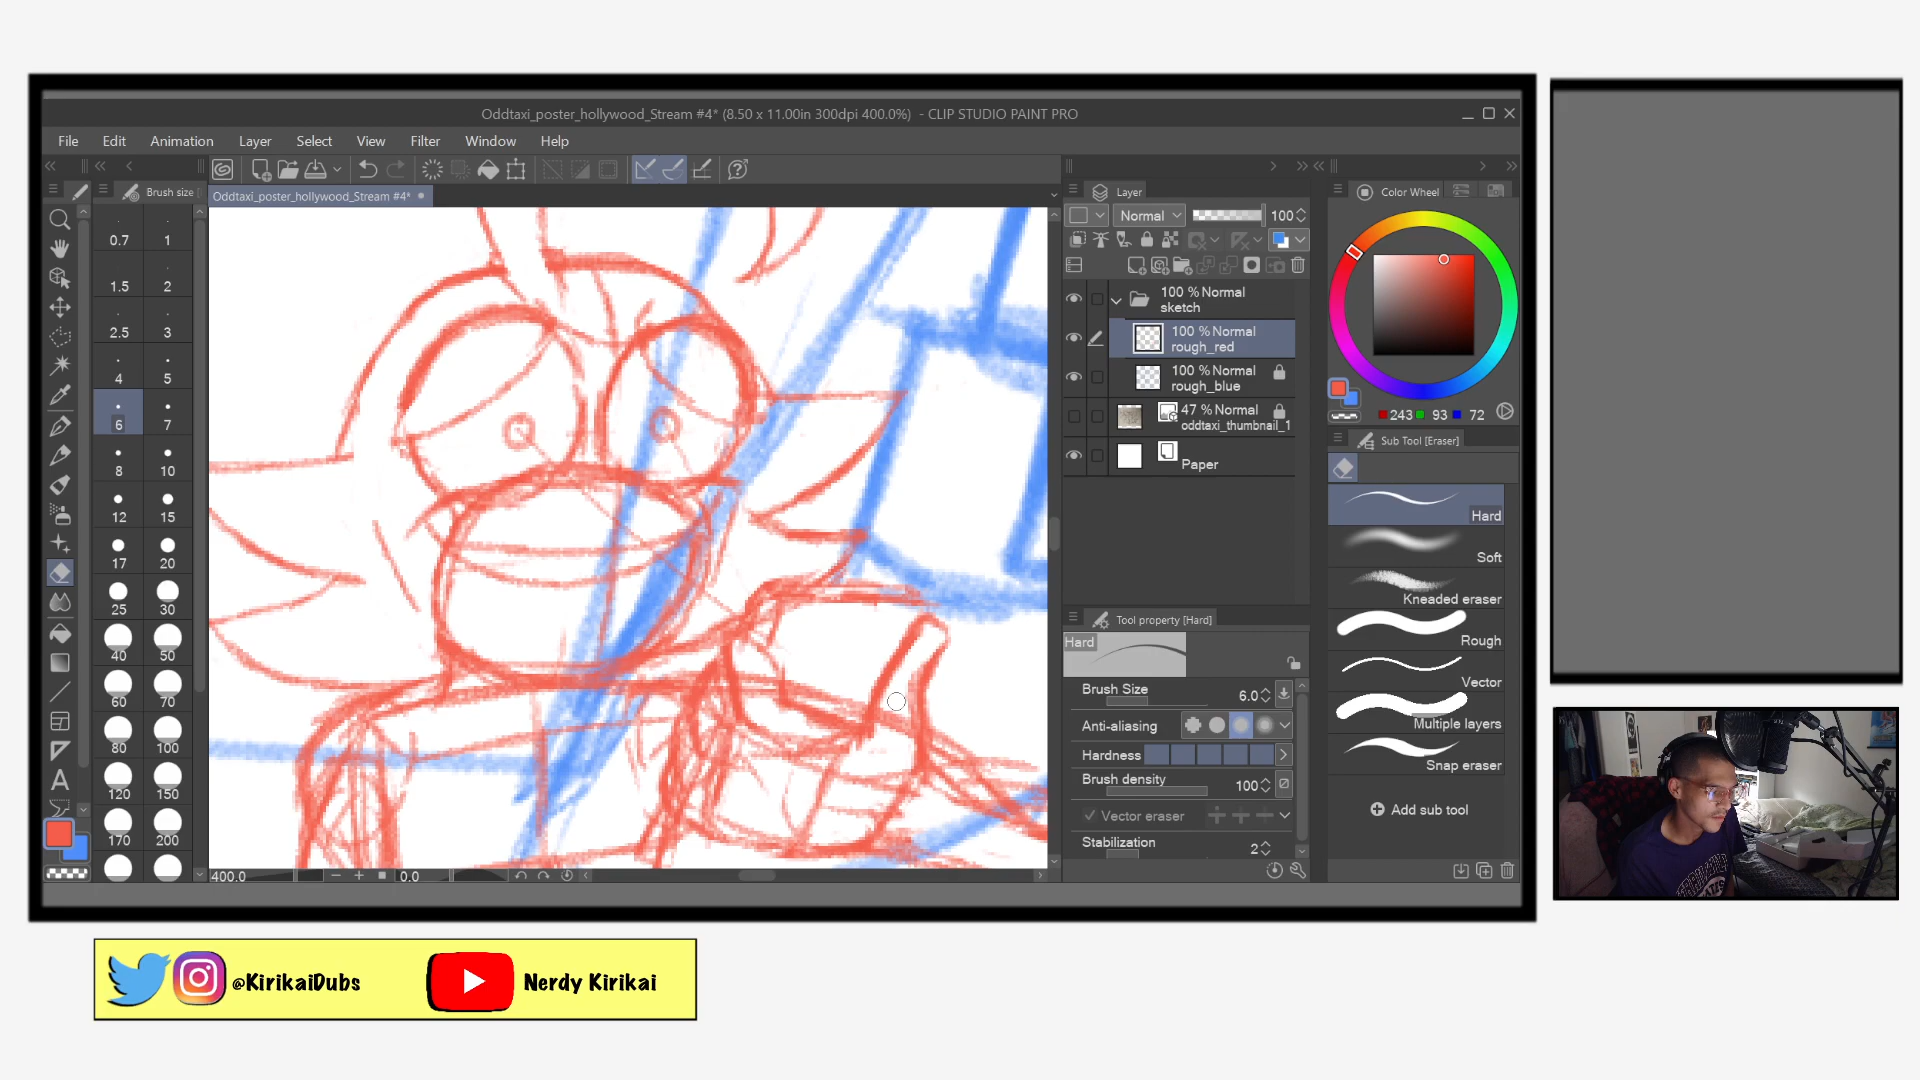 Oddtaxi_poster_hollywood_Stream #4* (8.50 x 11.00in 300dpi 400.0%) - CLIP STUDIO PAINT PRO
File Edit Animation Layer Select View Filter Window Help
Brush size
Oddtaxi_poster_hollywood_Stream #4*
0.7 1
1.5 2
2.5 3
4 5
6 7
8 10
12 15
17 20
25 30
40 50
60 70
80 100
120 150
170 200
400.0 0.0
Layer
Normal 100
100 % Normal
sketch
100 % Normal
rough_red
100 % Normal
rough_blue
47 % Normal
oddtaxi_thumbnail_1
Paper
Tool property [Hard]
Hard
Brush Size 6.0
Anti-aliasing
Hardness
Brush density 100
Vector eraser
Stabilization 2
Color Wheel
243 93 72
Sub Tool [Eraser]
Hard
Soft
Kneaded eraser
Rough
Vector
Multiple layers
Snap eraser
Add sub tool
@KirikaiDubs
Nerdy Kirikai